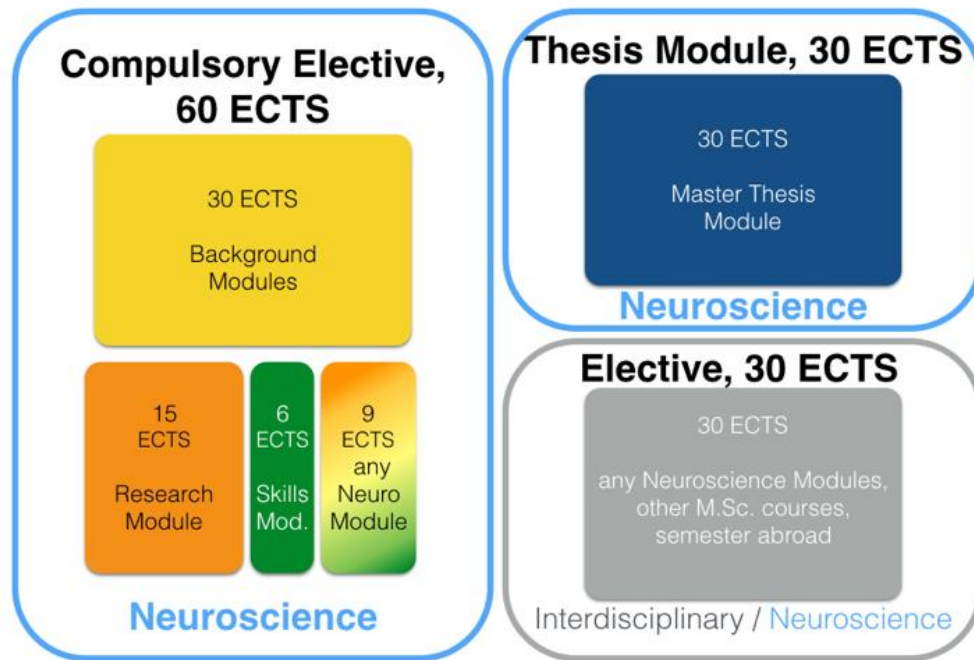 Compulsory Elective,
60 ECTS
30 ECTS
Background
Modules
15
ECTS
Research
Module
6
ECTS
Skills
Mod.
9
ECTS
any
Neuro
Module
Neuroscience
Thesis Module, 30 ECTS
30 ECTS
Master Thesis
Module
Neuroscience
Elective, 30 ECTS
30 ECTS
any Neuroscience Modules,
other M.Sc. courses,
semester abroad
Interdisciplinary / Neuroscience